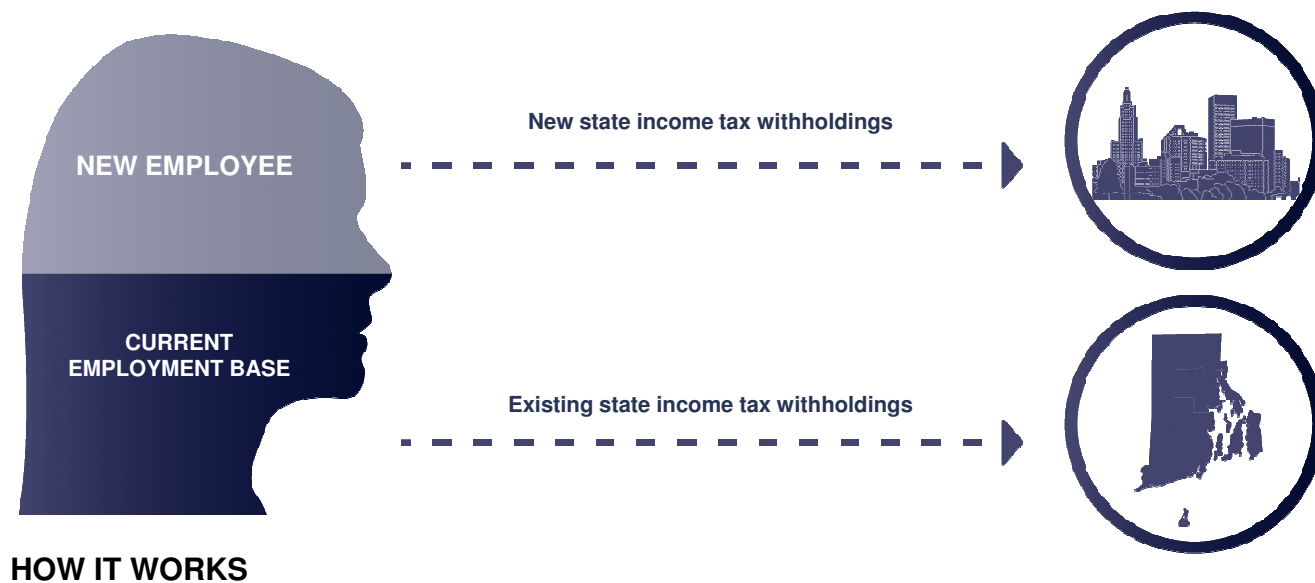 New state income tax withholdings
NEW EMPLOYEE
CURRENT
EMPLOYMENT BASE
Existing state income tax withholdings
HOW IT WORKS